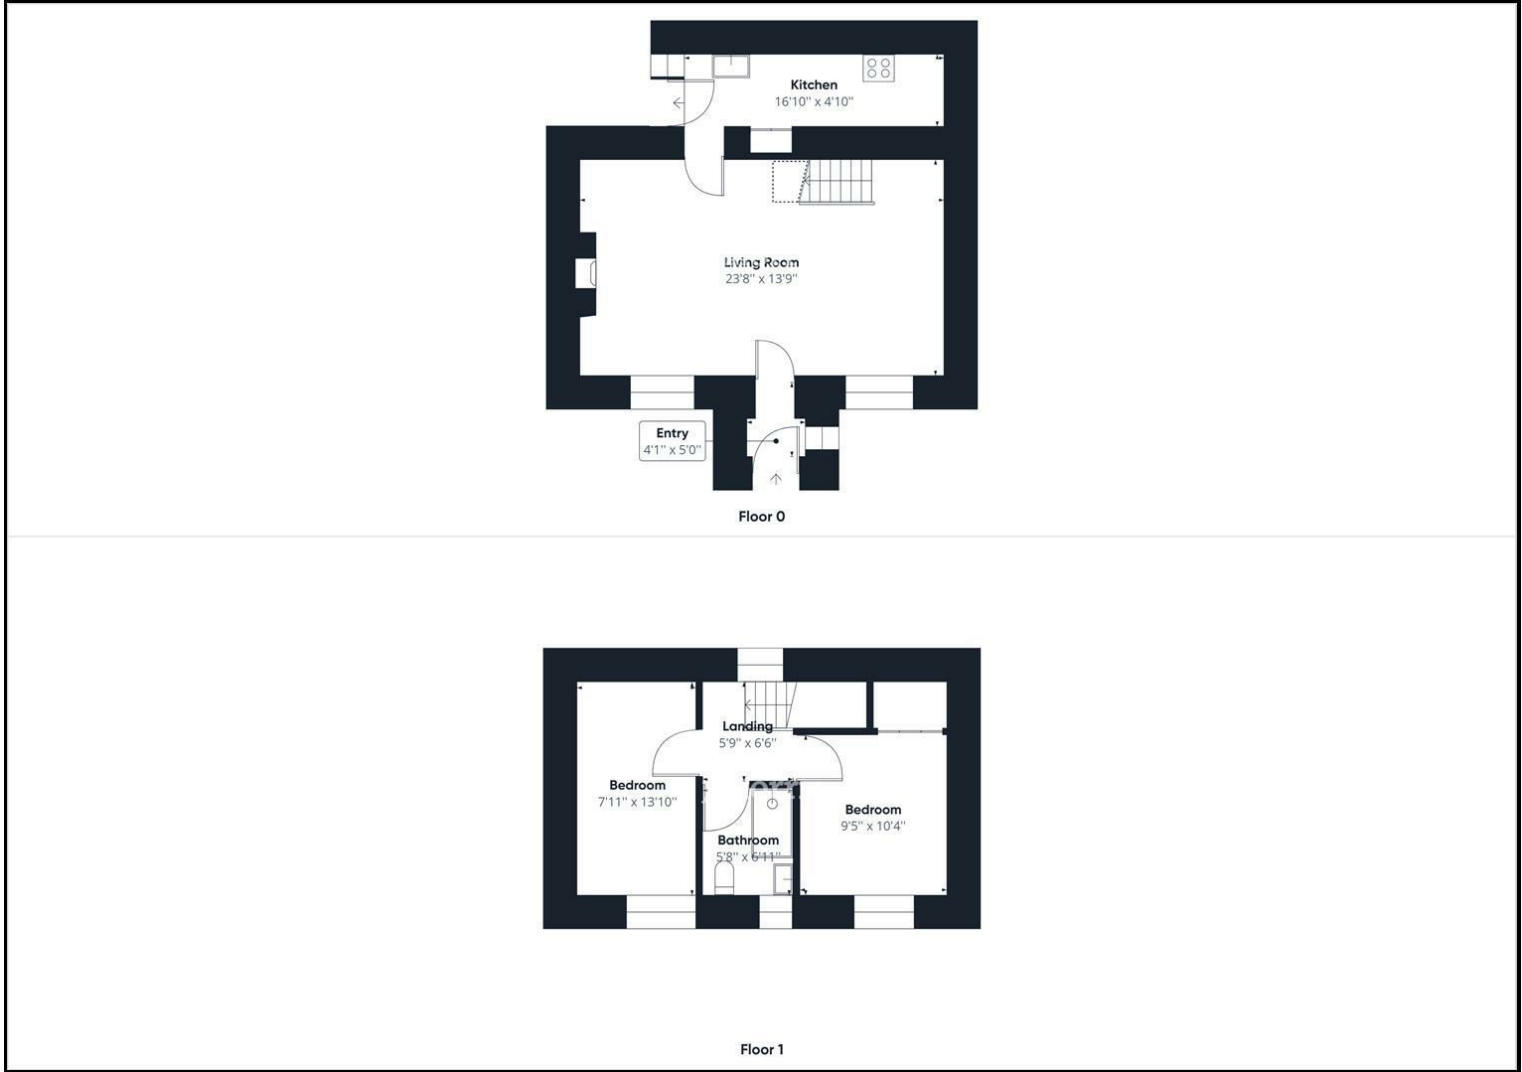 Kitchen
16'10" x 4'10"
Living Room
23'8" x 13'9"
Entry
4'1" x 5'0"
Floor 0
Landing
5'9" x 6'6"
Bedroom
7'11" x 13'10"
Bedroom
9'5" x 10'4"
Bathroom
5'8" x 6'11"
Floor 1